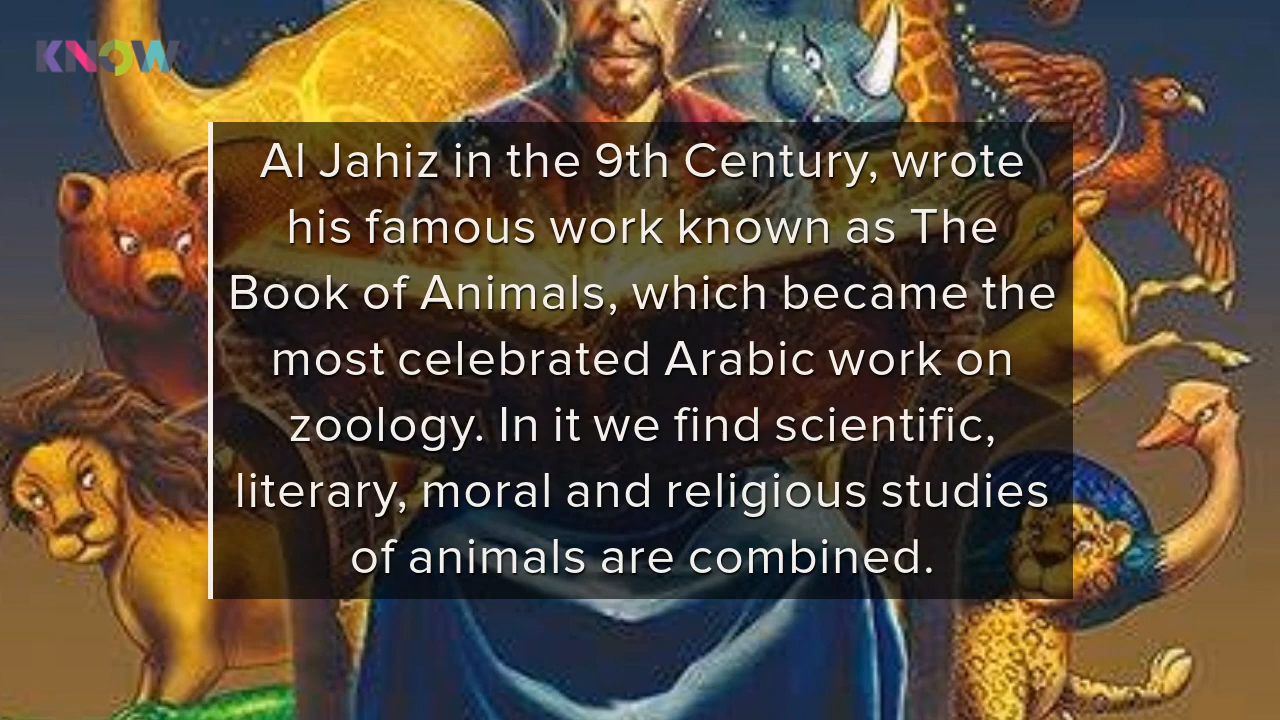 KNOW
Al Jahiz in the 9th Century, wrote
his famous work known as The
Book of Animals, which became the
most celebrated Arabic work on
zoology. In it we find scientific,
literary, moral and religious studies
of animals are combined.